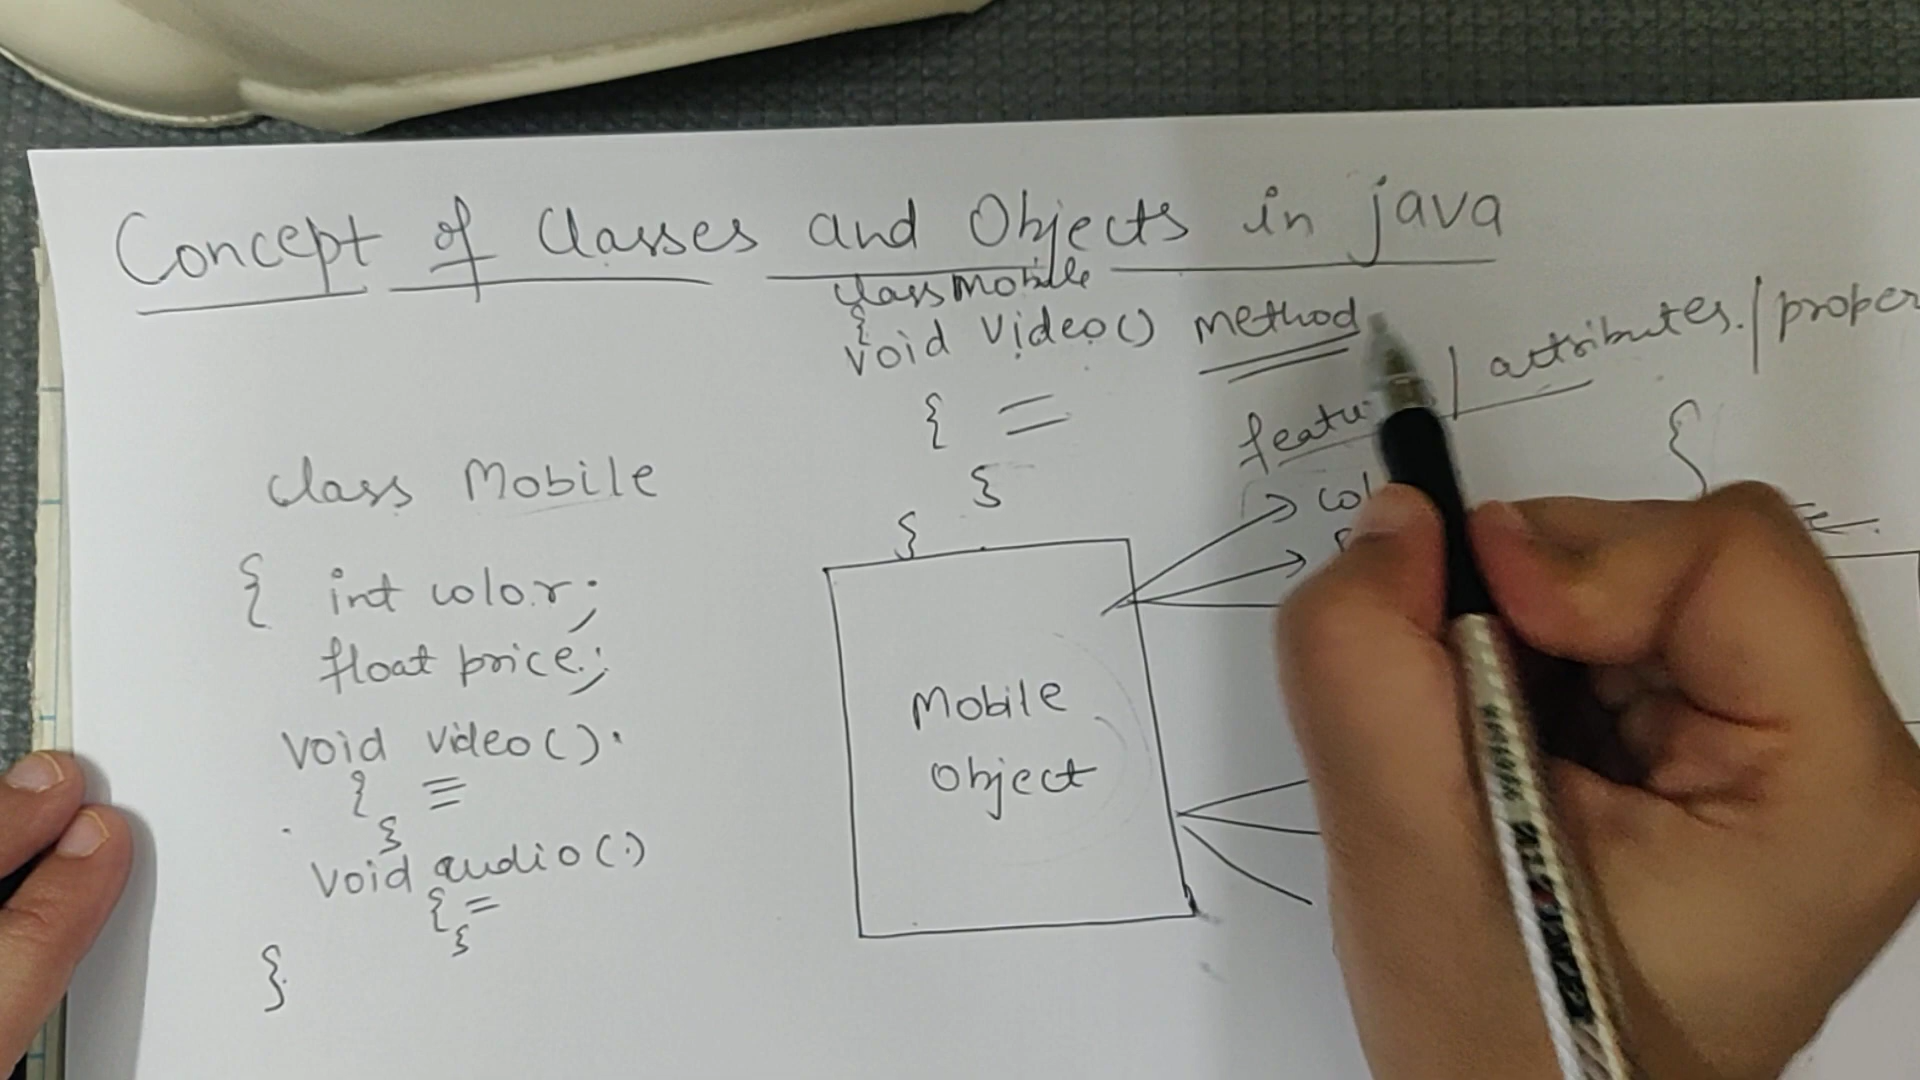 Concept of Classes and Objects in java
class Mobile
{
void video() method
{ =
}
}
attributes. /
class Mobile
{ int color;
float price;
void video()
{ ≡
}
void audio()
{ =
}
}
Mobile
Object